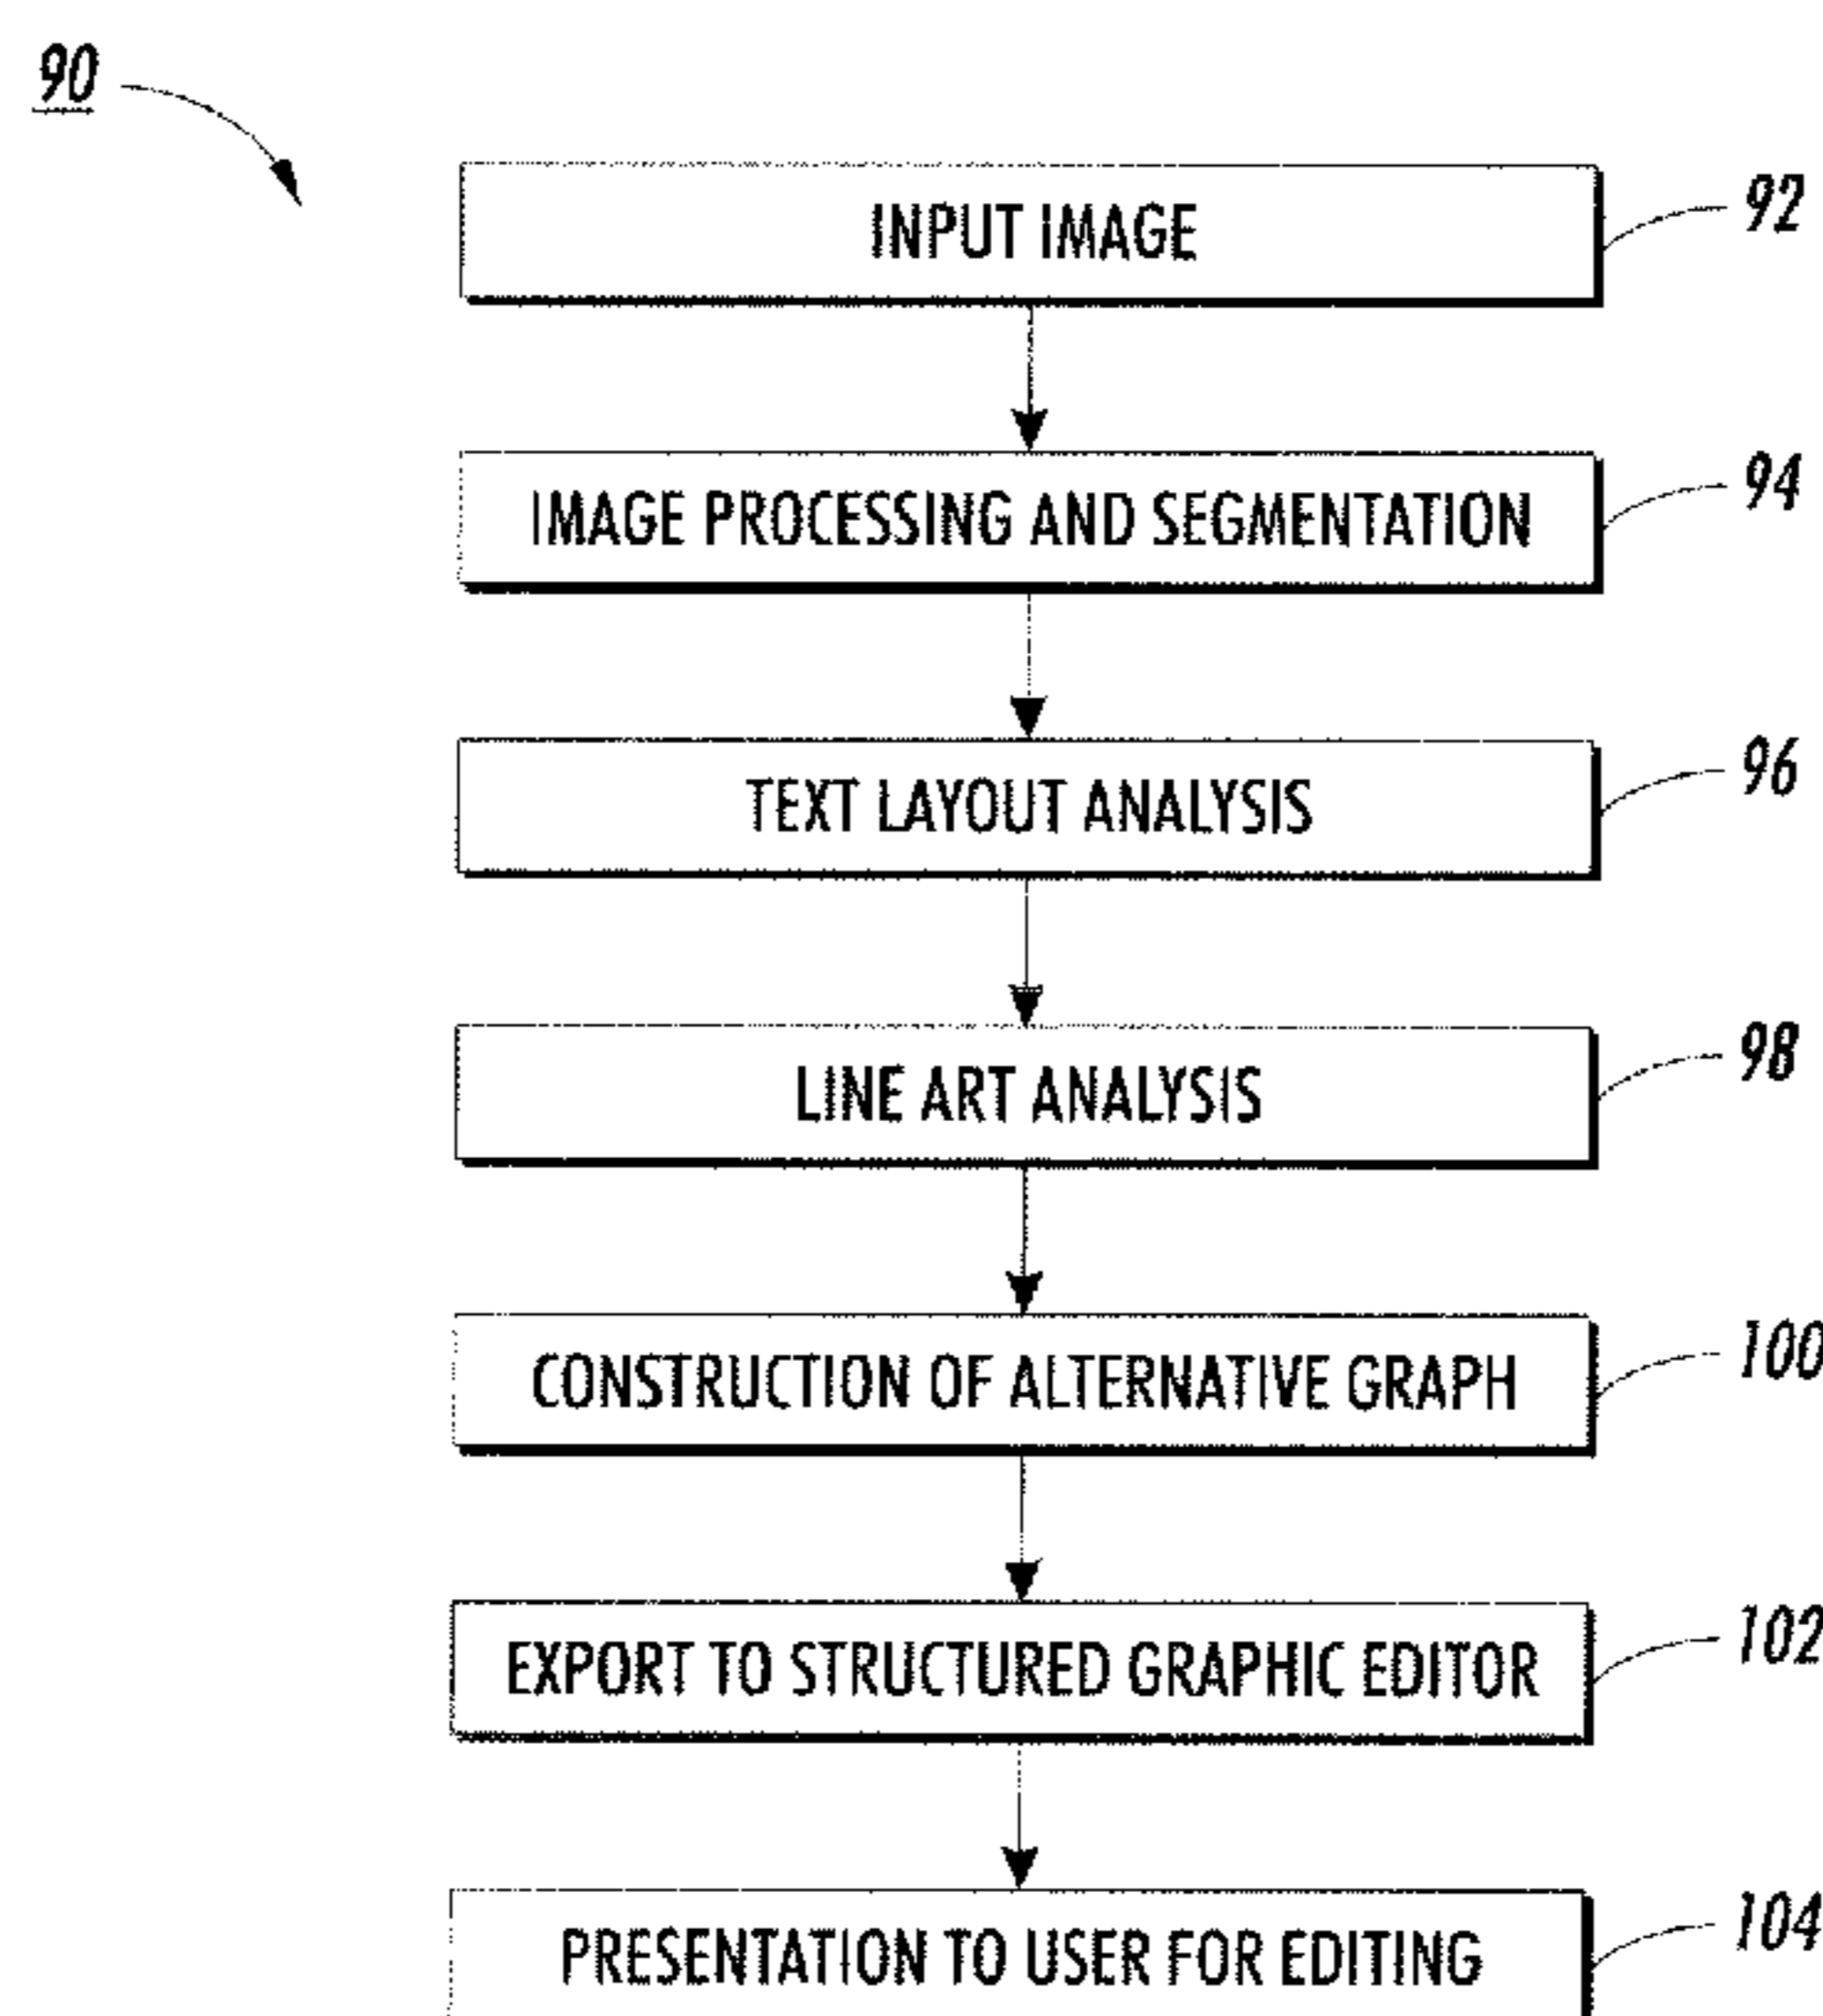 90
INPUT IMAGE 92
IMAGE PROCESSING AND SEGMENTATION 94
TEXT LAYOUT ANALYSIS 96
LINE ART ANALYSIS 98
CONSTRUCTION OF ALTERNATIVE GRAPH 100
EXPORT TO STRUCTURED GRAPHIC EDITOR 102
PRESENTATION TO USER FOR EDITING 104